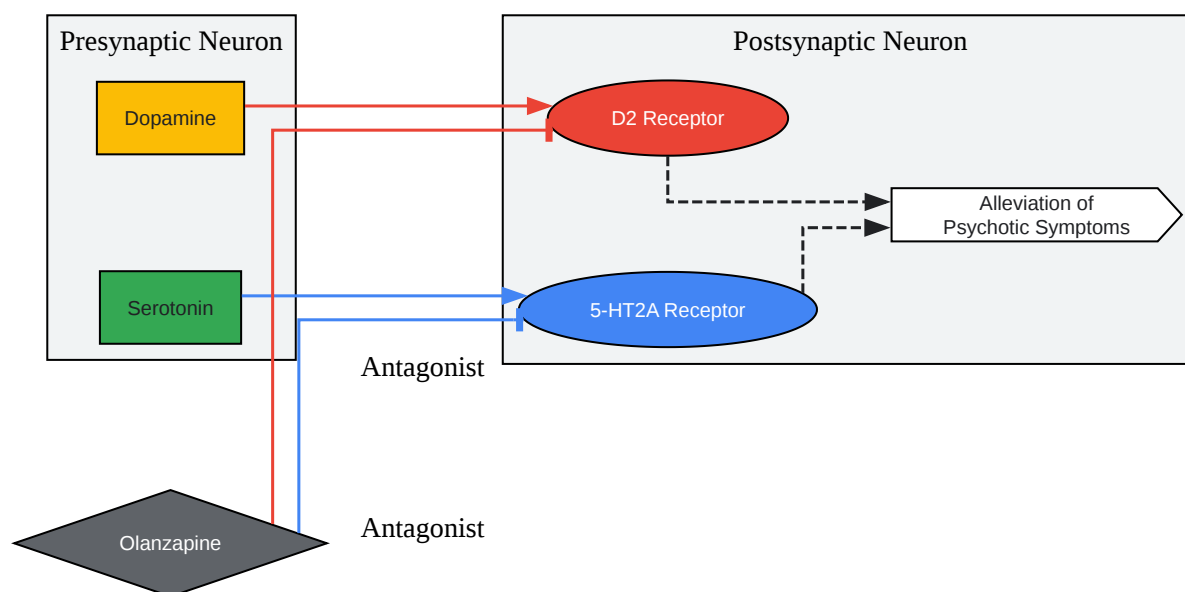 Presynaptic Neuron
Postsynaptic Neuron
Dopamine
D2 Receptor
Alleviation of
Psychotic Symptoms
Serotonin
5-HT2A Receptor
Antagonist
Antagonist
Olanzapine